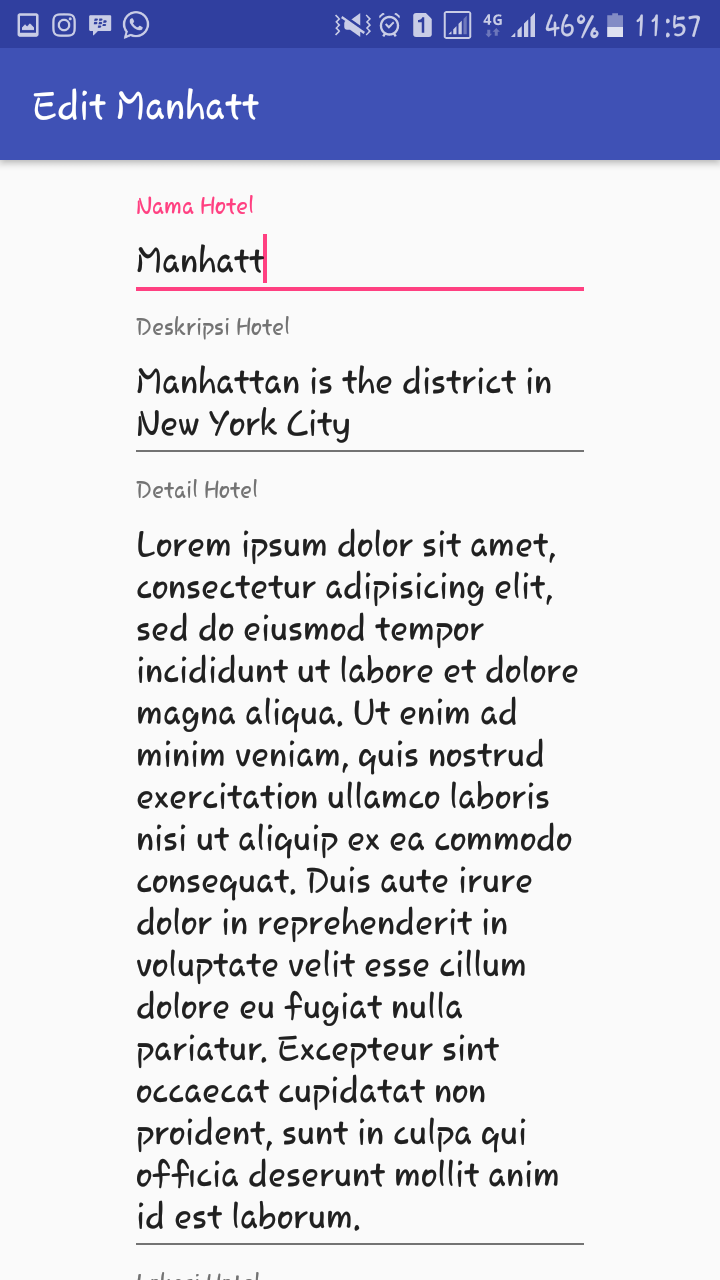 1 4G 46% 11:57
Edit Manhatt
Nama Hotel
Manhatt
Deskripsi Hotel
Manhattan is the district in
New York City
Detail Hotel
Lorem ipsum dolor sit amet,
consectetur adipisicing elit,
sed do eiusmod tempor
incididunt ut labore et dolore
magna aliqua. Ut enim ad
minim veniam, quis nostrud
exercitation ullamco laboris
nisi ut aliquip ex ea commodo
consequat. Duis aute irure
dolor in reprehenderit in
voluptate velit esse cillum
dolore eu fugiat nulla
pariatur. Excepteur sint
occaecat cupidatat non
proident, sunt in culpa qui
officia deserunt mollit anim
id est laborum.
Lokasi Hotel